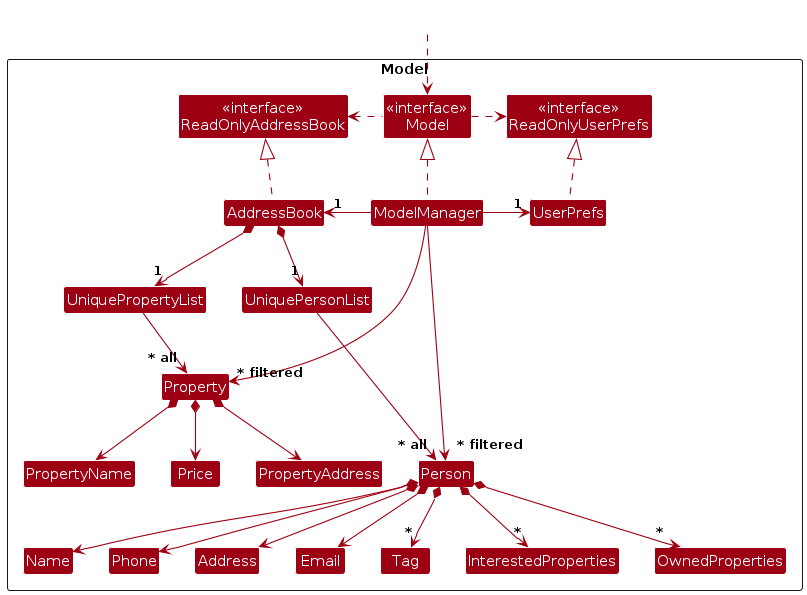 Model
«interface»
ReadOnlyAddressBook
«interface»
Model
«interface»
ReadOnlyUserPrefs
AddressBook
1
ModelManager
1
UserPrefs
1
1
UniquePropertyList
UniquePersonList
* all
* filtered
Property
* all
* filtered
PropertyName
Price
PropertyAddress
Person
*
*
*
Name
Phone
Address
Email
Tag
InterestedProperties
OwnedProperties